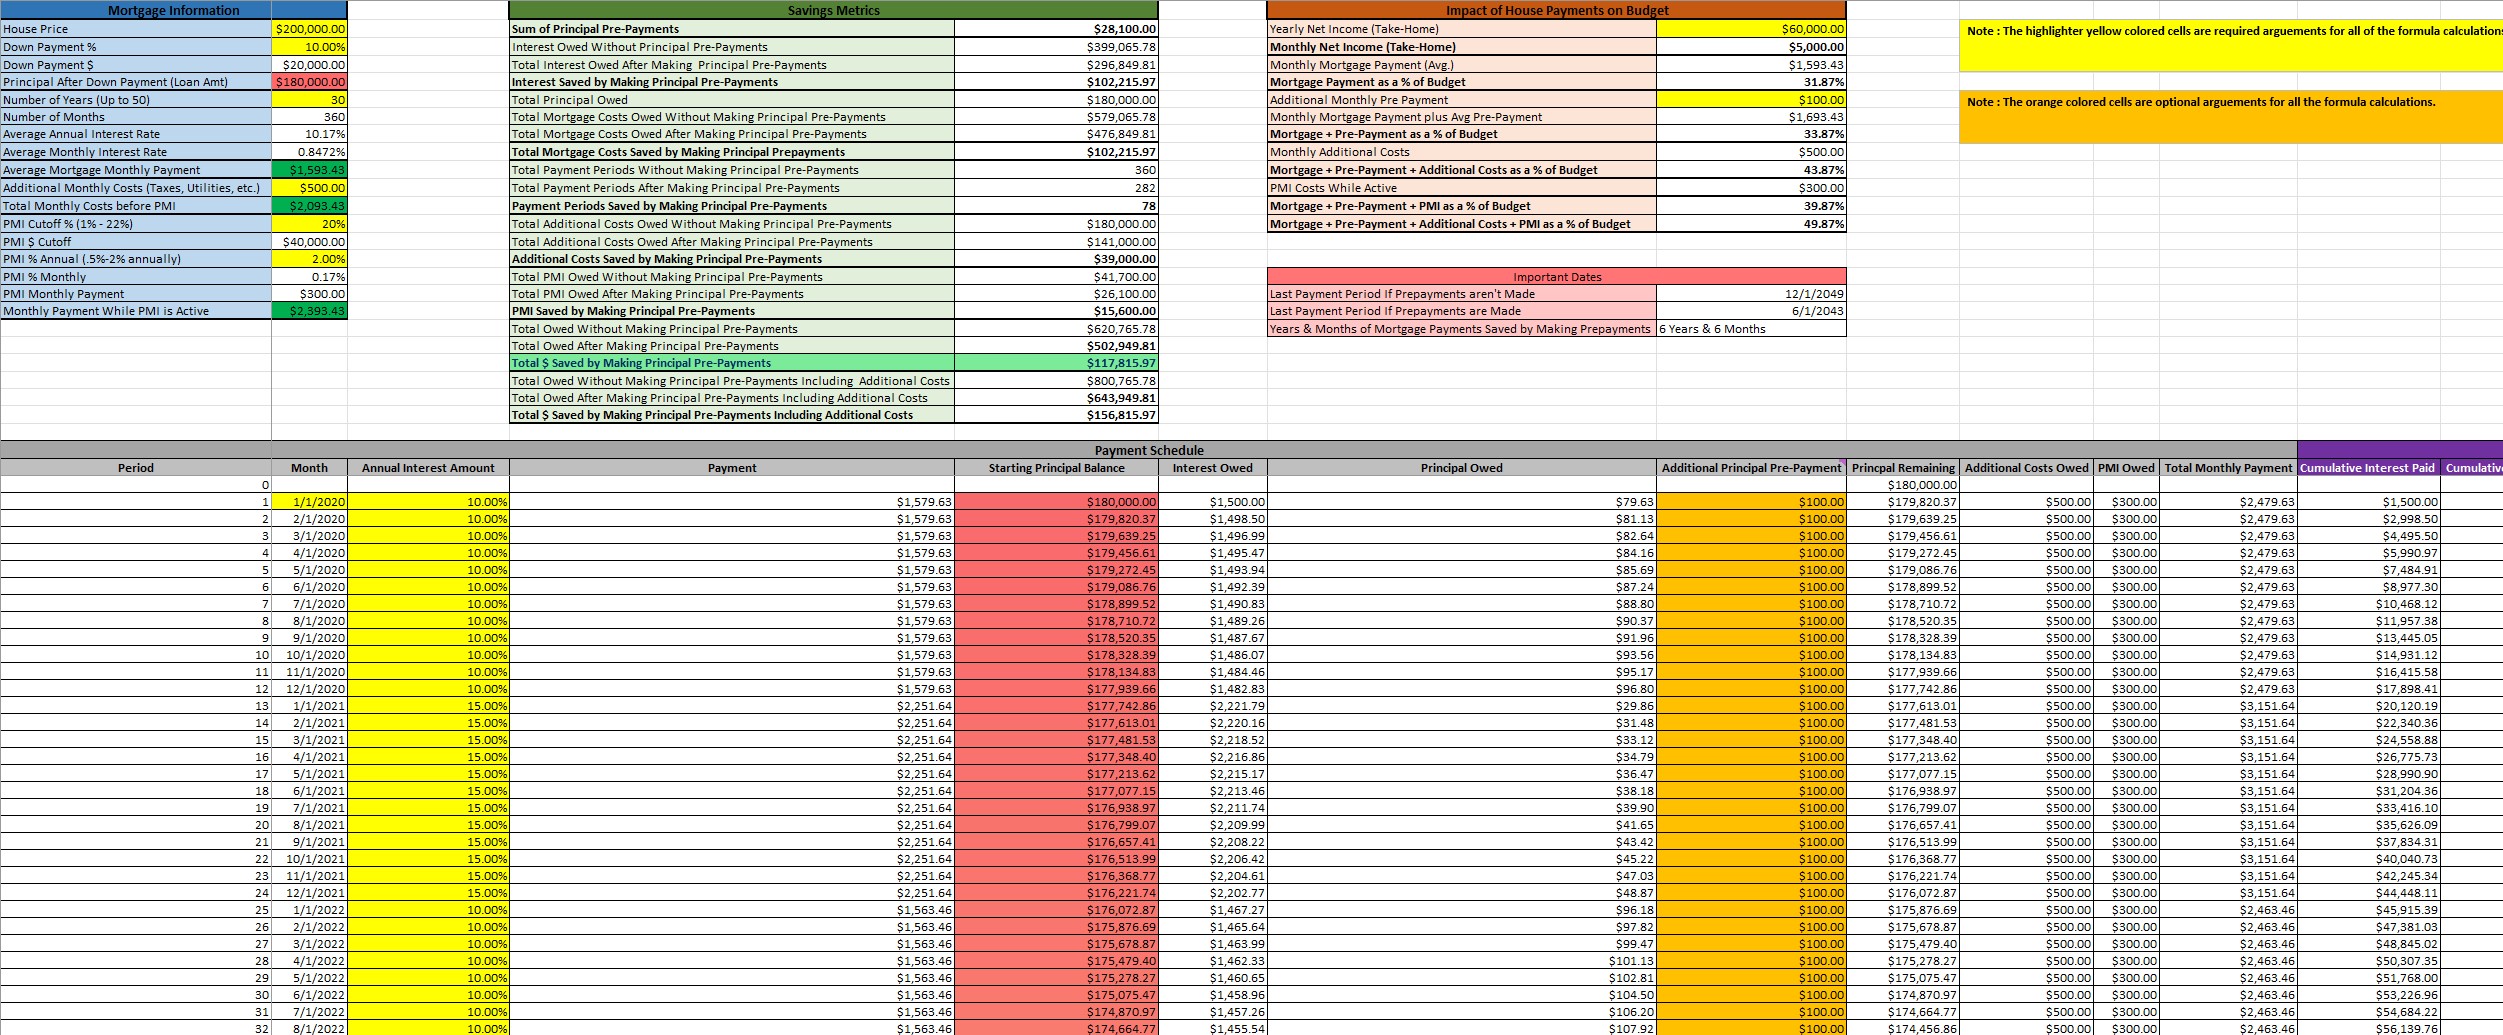 Mortgage Information
House Price $200,000.00
Down Payment % 10.00%
Down Payment $ $20,000.00
Principal After Down Payment (Loan Amt) $180,000.00
Number of Years (Up to 50) 30
Number of Months 360
Average Annual Interest Rate 10.17%
Average Monthly Interest Rate 0.8472%
Average Mortgage Monthly Payment $1,593.43
Additional Monthly Costs (Taxes, Utilities, etc.) $500.00
Total Monthly Costs before PMI $2,093.43
PMI Cutoff % (1% - 22%) 20%
PMI $ Cutoff $40,000.00
PMI % Annual (.5%-2% annually) 2.00%
PMI % Monthly 0.17%
PMI Monthly Payment $300.00
Monthly Payment While PMI is Active $2,393.43
Savings Metrics
Sum of Principal Pre-Payments $28,100.00
Interest Owed Without Principal Pre-Payments $399,065.78
Total Interest Owed After Making Principal Pre-Payments $296,849.81
Interest Saved by Making Principal Pre-Payments $102,215.97
Total Principal Owed $180,000.00
Total Mortgage Costs Owed Without Making Principal Pre-Payments $579,065.78
Total Mortgage Costs Owed After Making Principal Pre-Payments $476,849.81
Total Mortgage Costs Saved by Making Principal Prepayments $102,215.97
Total Payment Periods Without Making Principal Pre-Payments 360
Total Payment Periods After Making Principal Pre-Payments 282
Payment Periods Saved by Making Principal Pre-Payments 78
Total Additional Costs Owed Without Making Principal Pre-Payments $180,000.00
Total Additional Costs Owed After Making Principal Pre-Payments $141,000.00
Additional Costs Saved by Making Principal Pre-Payments $39,000.00
Total PMI Owed Without Making Principal Pre-Payments $41,700.00
Total PMI Owed After Making Principal Pre-Payments $26,100.00
PMI Saved by Making Principal Pre-Payments $15,600.00
Total Owed Without Making Principal Pre-Payments $620,765.78
Total Owed After Making Principal Pre-Payments $502,949.81
Total $ Saved by Making Principal Pre-Payments $117,815.97
Total Owed Without Making Principal Pre-Payments Including Additional Costs $800,765.78
Total Owed After Making Principal Pre-Payments Including Additional Costs $643,949.81
Total $ Saved by Making Principal Pre-Payments Including Additional Costs $156,815.97
Impact of House Payments on Budget
Yearly Net Income (Take-Home) $60,000.00
Monthly Net Income (Take-Home) $5,000.00
Monthly Mortgage Payment (Avg.) $1,593.43
Mortgage Payment as a % of Budget 31.87%
Additional Monthly Pre Payment $100.00
Monthly Mortgage Payment plus Avg Pre-Payment $1,693.43
Mortgage + Pre-Payment as a % of Budget 33.87%
Monthly Additional Costs $500.00
Mortgage + Pre-Payment + Additional Costs as a % of Budget 43.87%
PMI Costs While Active $300.00
Mortgage + Pre-Payment + PMI as a % of Budget 39.87%
Mortgage + Pre-Payment + Additional Costs + PMI as a % of Budget 49.87%
Important Dates
Last Payment Period If Prepayments aren't Made 12/1/2049
Last Payment Period If Prepayments are Made 6/1/2043
Years & Months of Mortgage Payments Saved by Making Prepayments 6 Years & 6 Months
Note : The highlighter yellow colored cells are required arguements for all of the formula calculations
Note : The orange colored cells are optional arguements for all the formula calculations.
Payment Schedule
Period Month Annual Interest Amount Payment Starting Principal Balance Interest Owed Principal Owed Additional Principal Pre-Payment Princpal Remaining Additional Costs Owed PMI Owed Total Monthly Payment Cumulative Interest Paid Cumulative
0 $180,000.00
1 1/1/2020 10.00% $1,579.63 $180,000.00 $1,500.00 $79.63 $100.00 $179,820.37 $500.00 $300.00 $2,479.63 $1,500.00
2 2/1/2020 10.00% $1,579.63 $179,820.37 $1,498.50 $81.13 $100.00 $179,639.25 $500.00 $300.00 $2,479.63 $2,998.50
3 3/1/2020 10.00% $1,579.63 $179,639.25 $1,496.99 $82.64 $100.00 $179,456.61 $500.00 $300.00 $2,479.63 $4,495.50
4 4/1/2020 10.00% $1,579.63 $179,456.61 $1,495.47 $84.16 $100.00 $179,272.45 $500.00 $300.00 $2,479.63 $5,990.97
5 5/1/2020 10.00% $1,579.63 $179,272.45 $1,493.94 $85.69 $100.00 $179,086.76 $500.00 $300.00 $2,479.63 $7,484.91
6 6/1/2020 10.00% $1,579.63 $179,086.76 $1,492.39 $87.24 $100.00 $178,899.52 $500.00 $300.00 $2,479.63 $8,977.30
7 7/1/2020 10.00% $1,579.63 $178,899.52 $1,490.83 $88.80 $100.00 $178,710.72 $500.00 $300.00 $2,479.63 $10,468.12
8 8/1/2020 10.00% $1,579.63 $178,710.72 $1,489.26 $90.37 $100.00 $178,520.35 $500.00 $300.00 $2,479.63 $11,957.38
9 9/1/2020 10.00% $1,579.63 $178,520.35 $1,487.67 $91.96 $100.00 $178,328.39 $500.00 $300.00 $2,479.63 $13,445.05
10 10/1/2020 10.00% $1,579.63 $178,328.39 $1,486.07 $93.56 $100.00 $178,134.83 $500.00 $300.00 $2,479.63 $14,931.12
11 11/1/2020 10.00% $1,579.63 $178,134.83 $1,484.46 $95.17 $100.00 $177,939.66 $500.00 $300.00 $2,479.63 $16,415.58
12 12/1/2020 10.00% $1,579.63 $177,939.66 $1,482.83 $96.80 $100.00 $177,742.86 $500.00 $300.00 $2,479.63 $17,898.41
13 1/1/2021 15.00% $2,251.64 $177,742.86 $2,221.79 $29.86 $100.00 $177,613.01 $500.00 $300.00 $3,151.64 $20,120.19
14 2/1/2021 15.00% $2,251.64 $177,613.01 $2,220.16 $31.48 $100.00 $177,481.53 $500.00 $300.00 $3,151.64 $22,340.36
15 3/1/2021 15.00% $2,251.64 $177,481.53 $2,218.52 $33.12 $100.00 $177,348.40 $500.00 $300.00 $3,151.64 $24,558.88
16 4/1/2021 15.00% $2,251.64 $177,348.40 $2,216.86 $34.79 $100.00 $177,213.62 $500.00 $300.00 $3,151.64 $26,775.73
17 5/1/2021 15.00% $2,251.64 $177,213.62 $2,215.17 $36.47 $100.00 $177,077.15 $500.00 $300.00 $3,151.64 $28,990.90
18 6/1/2021 15.00% $2,251.64 $177,077.15 $2,213.46 $38.18 $100.00 $176,938.97 $500.00 $300.00 $3,151.64 $31,204.36
19 7/1/2021 15.00% $2,251.64 $176,938.97 $2,211.74 $39.90 $100.00 $176,799.07 $500.00 $300.00 $3,151.64 $33,416.10
20 8/1/2021 15.00% $2,251.64 $176,799.07 $2,209.99 $41.65 $100.00 $176,657.41 $500.00 $300.00 $3,151.64 $35,626.09
21 9/1/2021 15.00% $2,251.64 $176,657.41 $2,208.22 $43.42 $100.00 $176,513.99 $500.00 $300.00 $3,151.64 $37,834.31
22 10/1/2021 15.00% $2,251.64 $176,513.99 $2,206.42 $45.22 $100.00 $176,368.77 $500.00 $300.00 $3,151.64 $40,040.73
23 11/1/2021 15.00% $2,251.64 $176,368.77 $2,204.61 $47.03 $100.00 $176,221.74 $500.00 $300.00 $3,151.64 $42,245.34
24 12/1/2021 15.00% $2,251.64 $176,221.74 $2,202.77 $48.87 $100.00 $176,072.87 $500.00 $300.00 $3,151.64 $44,448.11
25 1/1/2022 10.00% $1,563.46 $176,072.87 $1,467.27 $96.18 $100.00 $175,876.69 $500.00 $300.00 $2,463.46 $45,915.39
26 2/1/2022 10.00% $1,563.46 $175,876.69 $1,465.64 $97.82 $100.00 $175,678.87 $500.00 $300.00 $2,463.46 $47,381.03
27 3/1/2022 10.00% $1,563.46 $175,678.87 $1,463.99 $99.47 $100.00 $175,479.40 $500.00 $300.00 $2,463.46 $48,845.02
28 4/1/2022 10.00% $1,563.46 $175,479.40 $1,462.33 $101.13 $100.00 $175,278.27 $500.00 $300.00 $2,463.46 $50,307.35
29 5/1/2022 10.00% $1,563.46 $175,278.27 $1,460.65 $102.81 $100.00 $175,075.47 $500.00 $300.00 $2,463.46 $51,768.00
30 6/1/2022 10.00% $1,563.46 $175,075.47 $1,458.96 $104.50 $100.00 $174,870.97 $500.00 $300.00 $2,463.46 $53,226.96
31 7/1/2022 10.00% $1,563.46 $174,870.97 $1,457.26 $106.20 $100.00 $174,664.77 $500.00 $300.00 $2,463.46 $54,684.22
32 8/1/2022 10.00% $1,563.46 $174,664.77 $1,455.54 $107.92 $100.00 $174,456.86 $500.00 $300.00 $2,463.46 $56,139.76